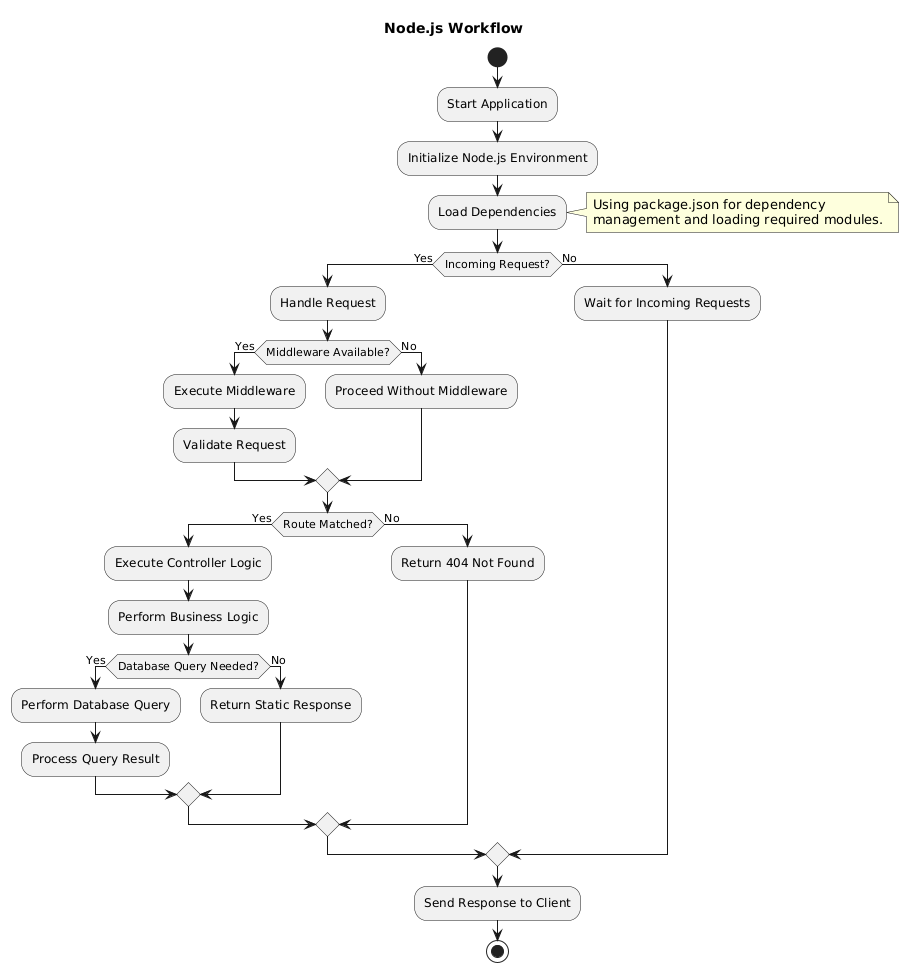 Node.js Workflow
Start Application
Initialize Node.js Environment
Load Dependencies
Using package.json for dependency
management and loading required modules.
Yes
Incoming Request?
No
Handle Request
Wait for Incoming Requests
Yes
Middleware Available?
No
Execute Middleware
Proceed Without Middleware
Validate Request
Yes
Route Matched?
No
Execute Controller Logic
Return 404 Not Found
Perform Business Logic
Yes
Database Query Needed?
No
Perform Database Query
Return Static Response
Process Query Result
Send Response to Client